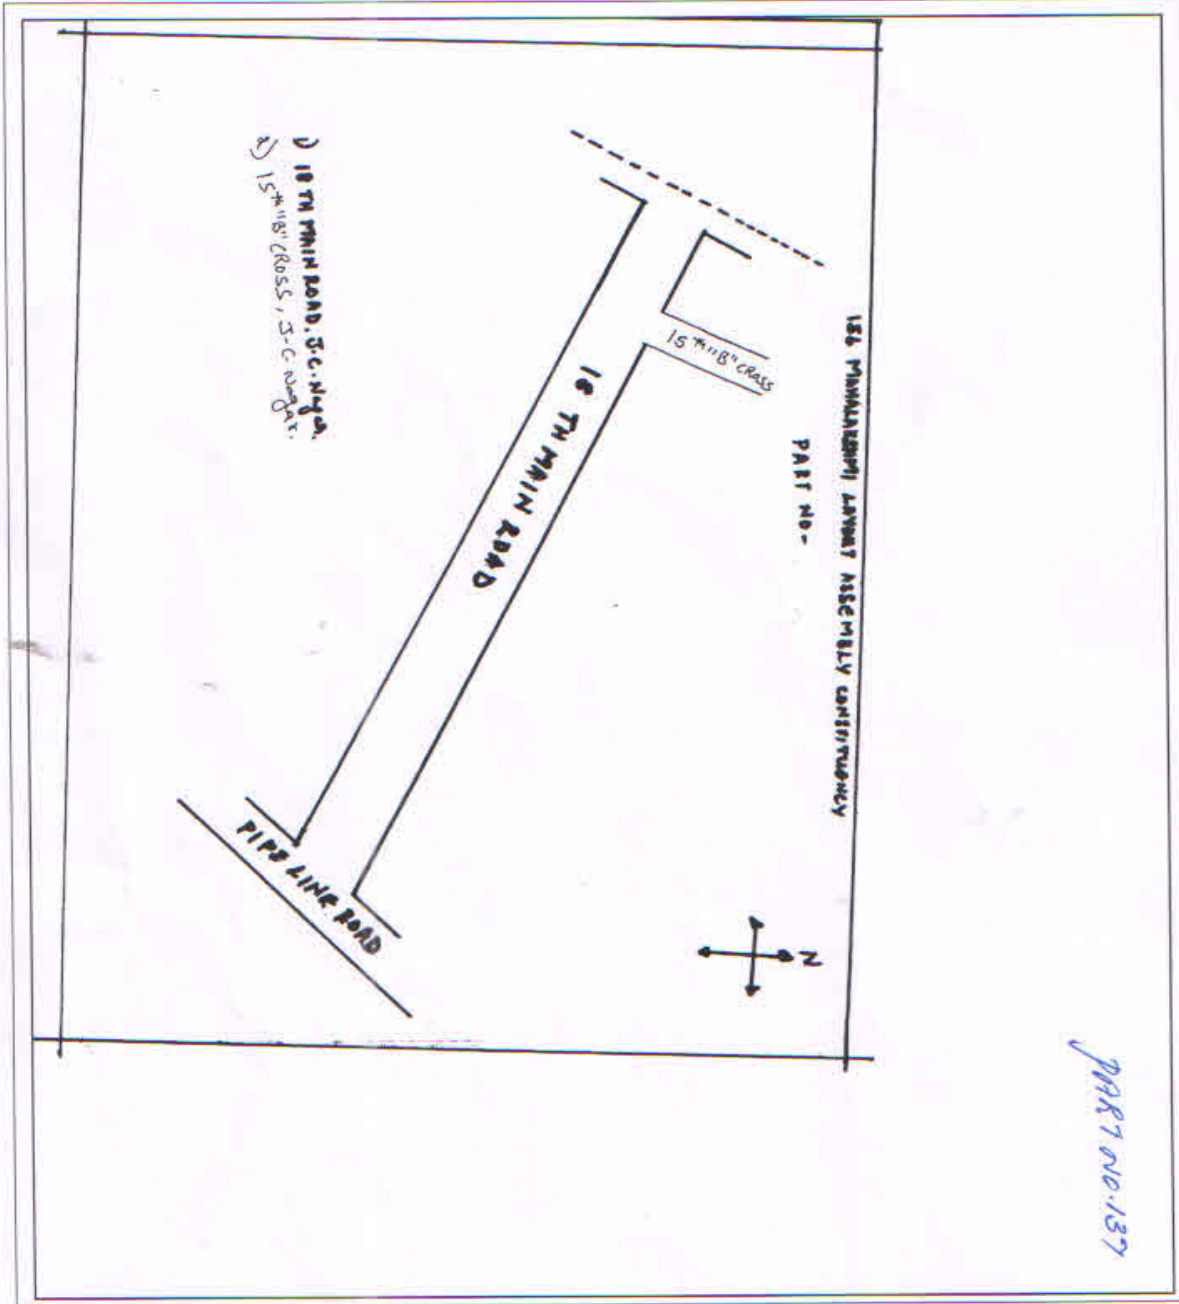 PART NO.137
156 MAHALAKSHMI LAYOUT ASSEMBLY CONSTITUENCY
PART NO-
N
15th "B" CROSS
18 TH MAIN ROAD
PIPE LINE ROAD
1) 18 TH MAIN ROAD, J.C. Nagar.
2) 15th "B" CROSS, J.C. Nagar.